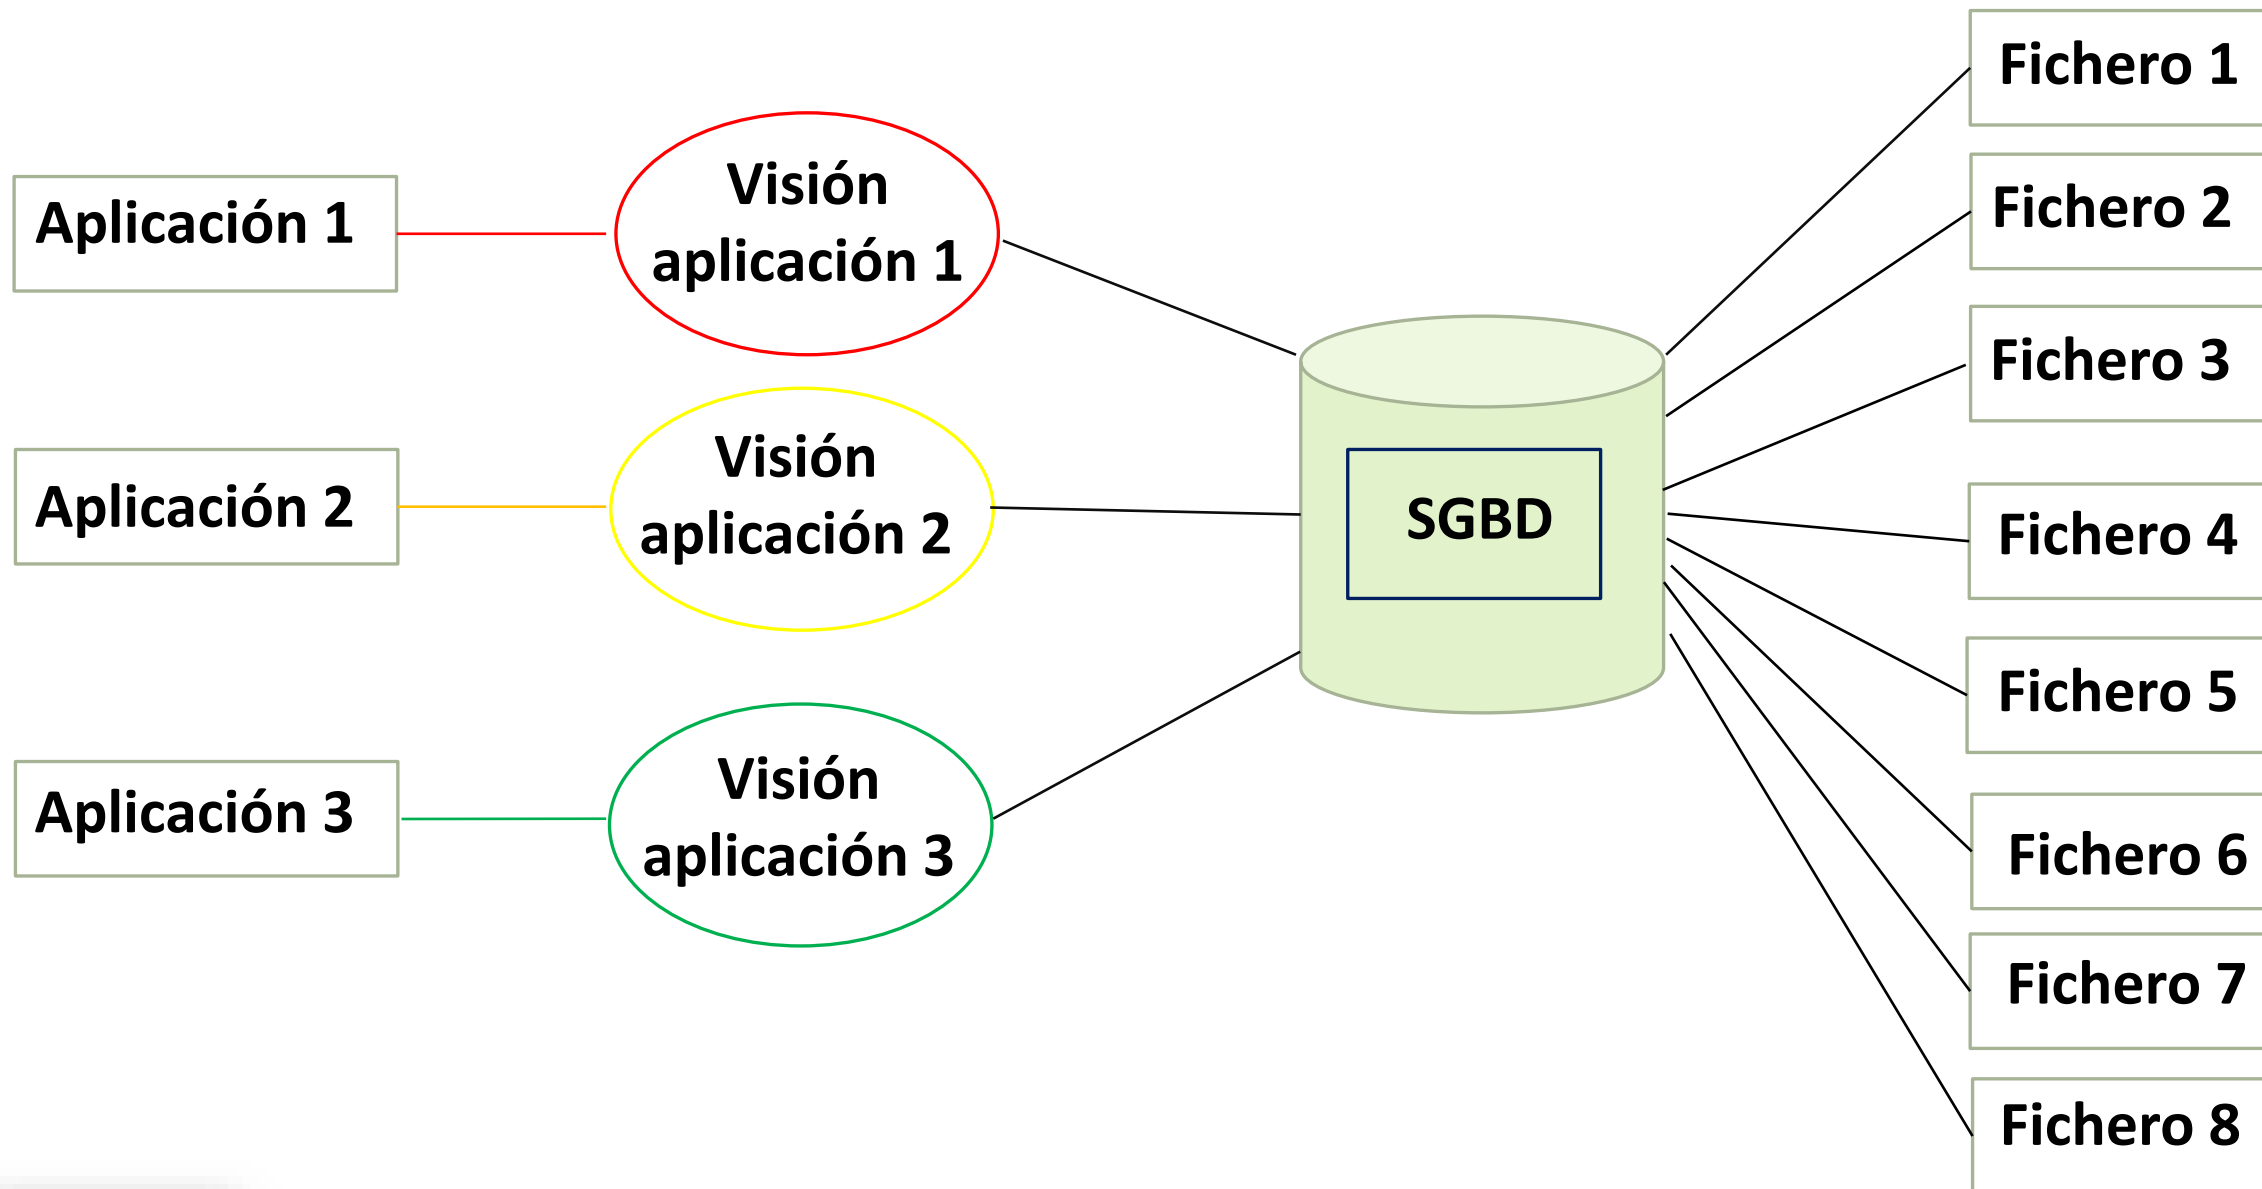 Aplicación 1
Aplicación 2
Aplicación 3
Visión
aplicación 1
Visión
aplicación 2
Visión
aplicación 3
SGBD
Fichero 1
Fichero 2
Fichero 3
Fichero 4
Fichero 5
Fichero 6
Fichero 7
Fichero 8